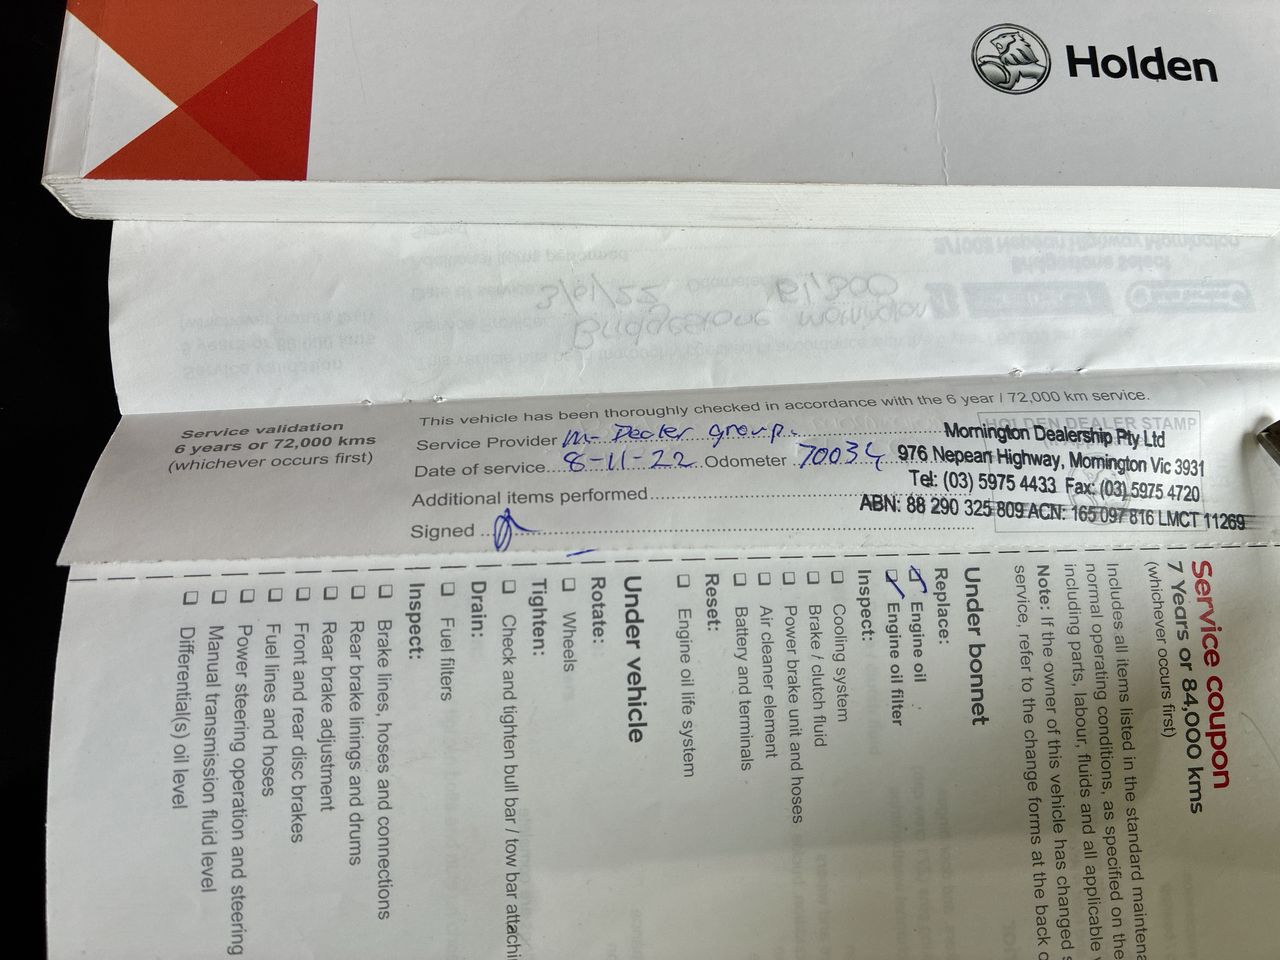 Holden
Service validation
6 years or 72,000 kms
(whichever occurs first)
This vehicle has been thoroughly checked in accordance with the 6 year / 72,000 km service.
Service Provider M- Dealer group.
Date of service 8-11-22 Odometer 70034
Additional items performed
Signed
HOLDEN DEALER STAMP
Mornington Dealership Pty Ltd
976 Nepean Highway, Mornington Vic 3931
Tel: (03) 5975 4433 Fax: (03) 5975 4720
ABN: 88 290 325 809 ACN: 165 097 816 LMCT 11269
Service coupon
7 Years or 84,000 kms
(whichever occurs first)
Includes all items listed in the standard
normal operating conditions, as specified on the
including parts, labour, fluids and all applicable
Note: If the owner of this vehicle has changed
service, refer to the change forms at the back
Under bonnet
Replace:
Engine oil
Engine oil filter
Inspect:
Cooling system
Brake / clutch fluid
Power brake unit and hoses
Air cleaner element
Battery and terminals
Reset:
Engine oil life system
Under vehicle
Rotate:
Wheels
Tighten:
Check and tighten bull bar / tow bar
Drain:
Fuel filters
Inspect:
Brake lines, hoses and connections
Rear brake linings and drums
Rear brake adjustment
Front and rear disc brakes
Fuel lines and hoses
Power steering operation and steering
Manual transmission fluid level
Differential(s) oil level